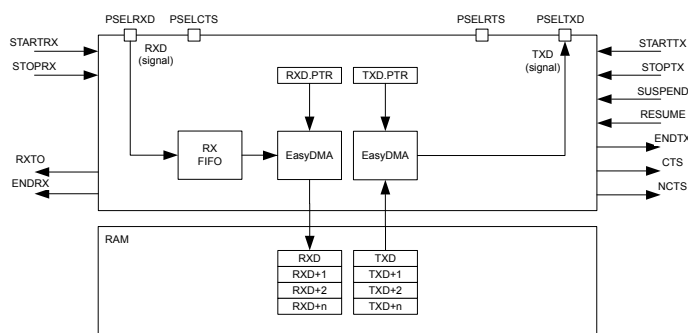 PSELRXD
PSELCTS
PSELRTS
PSELTXD
STARTRX
STOPRX
RXD
(signal)
TXD
(signal)
STARTTX
STOPTX
SUSPEND
RESUME
RXD.PTR
TXD.PTR
RX
FIFO
EasyDMA
EasyDMA
RXTO
ENDRX
ENDTX
CTS
NCTS
RAM
RXD
RXD+1
RXD+2
RXD+n
TXD
TXD+1
TXD+2
TXD+n